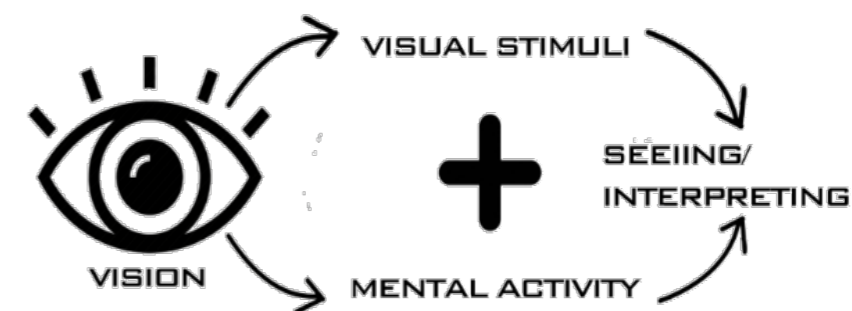 VISUAL STIMULI
SEEIING/
INTERPRETING
VISION
MENTAL ACTIVITY